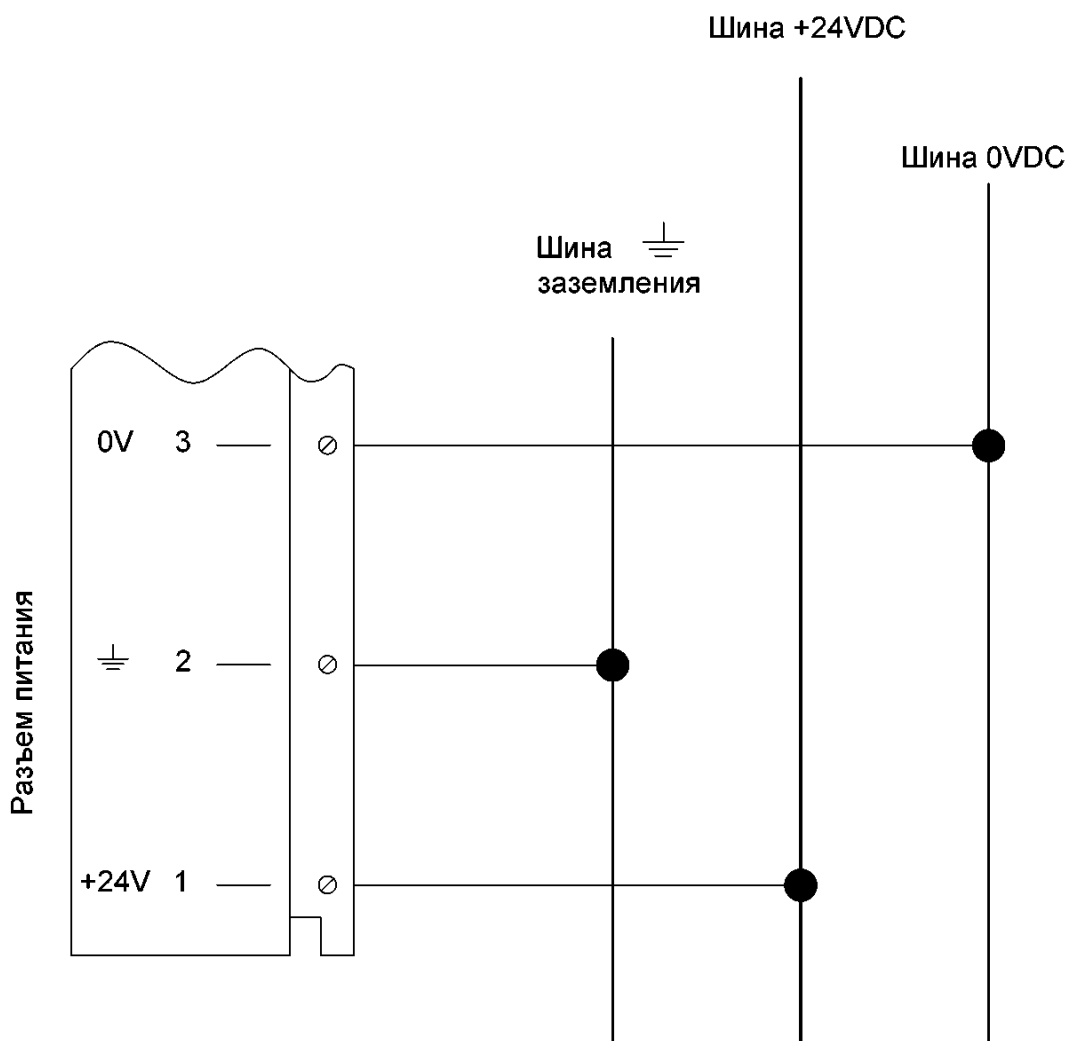 Шина +24VDC
Шина 0VDC
Шина
заземления
0V 3
2
+24V 1
Разъем питания